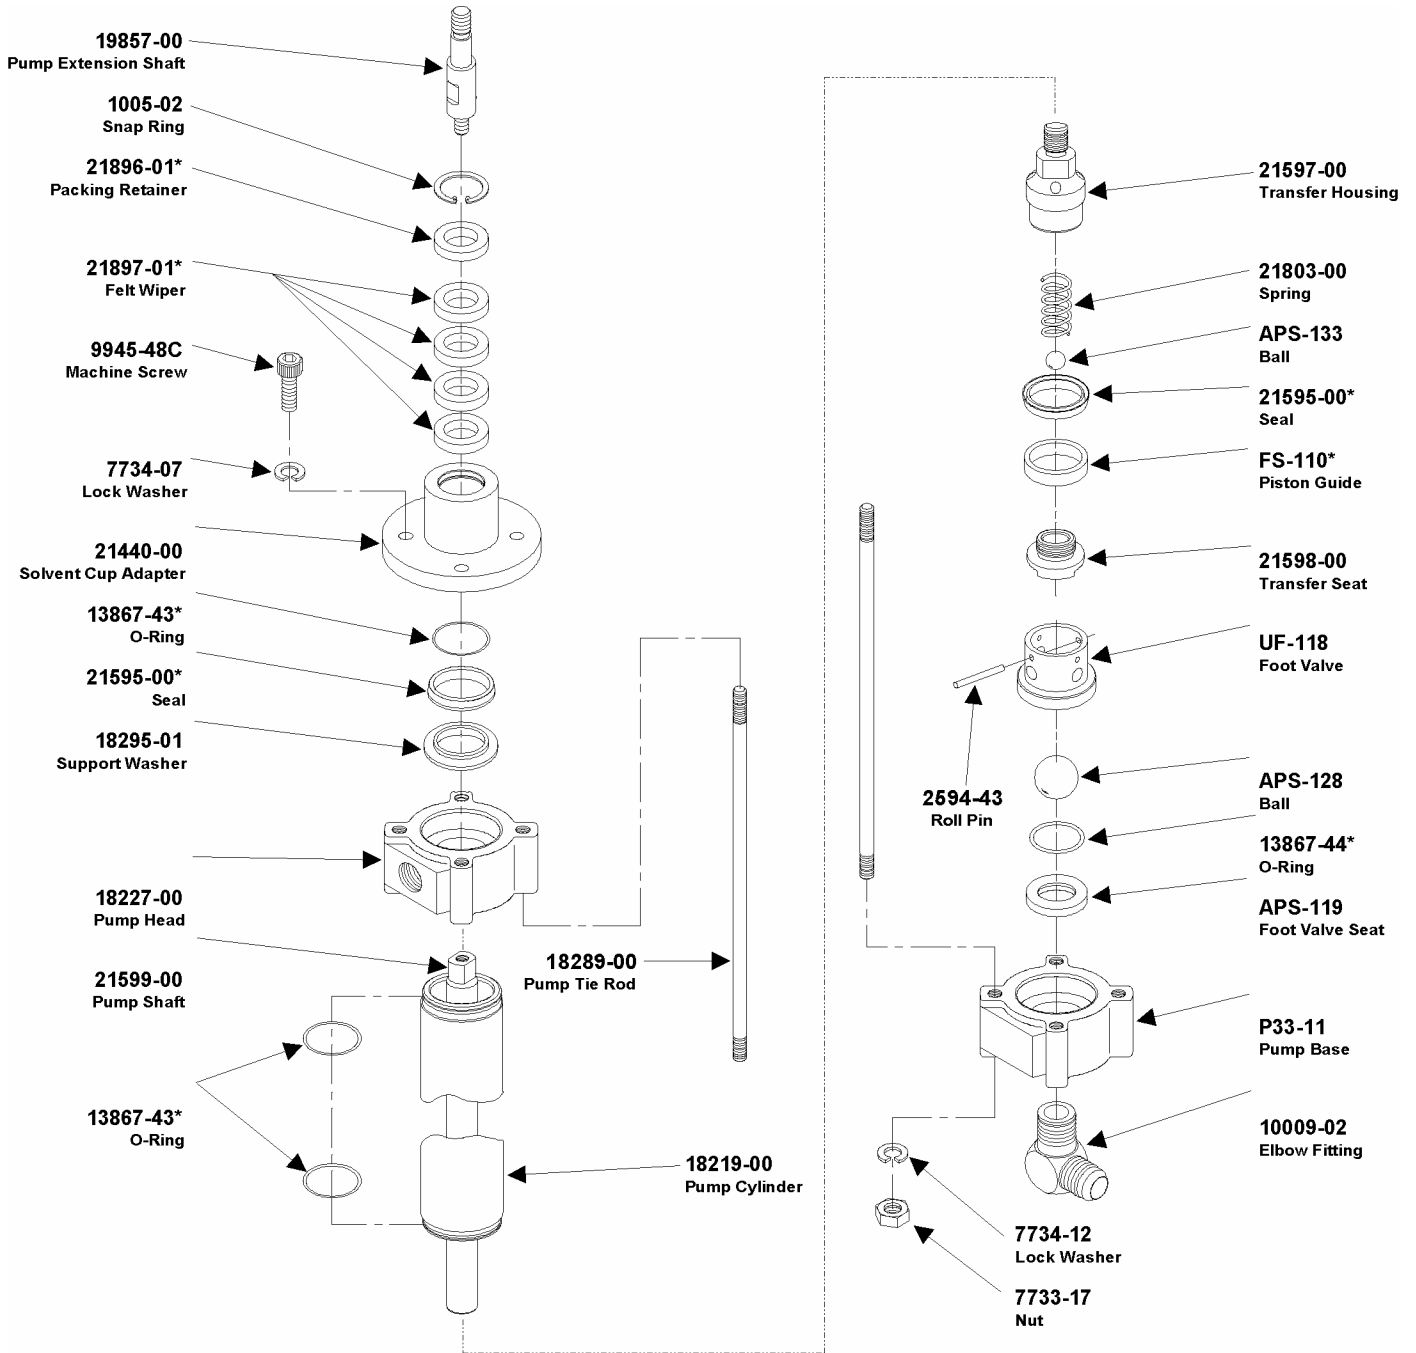 19857-00
Pump Extension Shaft
1005-02
Snap Ring
21896-01*
Packing Retainer
21897-01*
Felt Wiper
9945-48C
Machine Screw
7734-07
Lock Washer
21440-00
Solvent Cup Adapter
13867-43*
O-Ring
21595-00*
Seal
18295-01
Support Washer
18227-00
Pump Head
21599-00
Pump Shaft
13867-43*
O-Ring
18289-00
Pump Tie Rod
18219-00
Pump Cylinder
21597-00
Transfer Housing
21803-00
Spring
APS-133
Ball
21595-00*
Seal
FS-110*
Piston Guide
21598-00
Transfer Seat
UF-118
Foot Valve
2594-43
Roll Pin
APS-128
Ball
13867-44*
O-Ring
APS-119
Foot Valve Seat
P33-11
Pump Base
10009-02
Elbow Fitting
7734-12
Lock Washer
7733-17
Nut